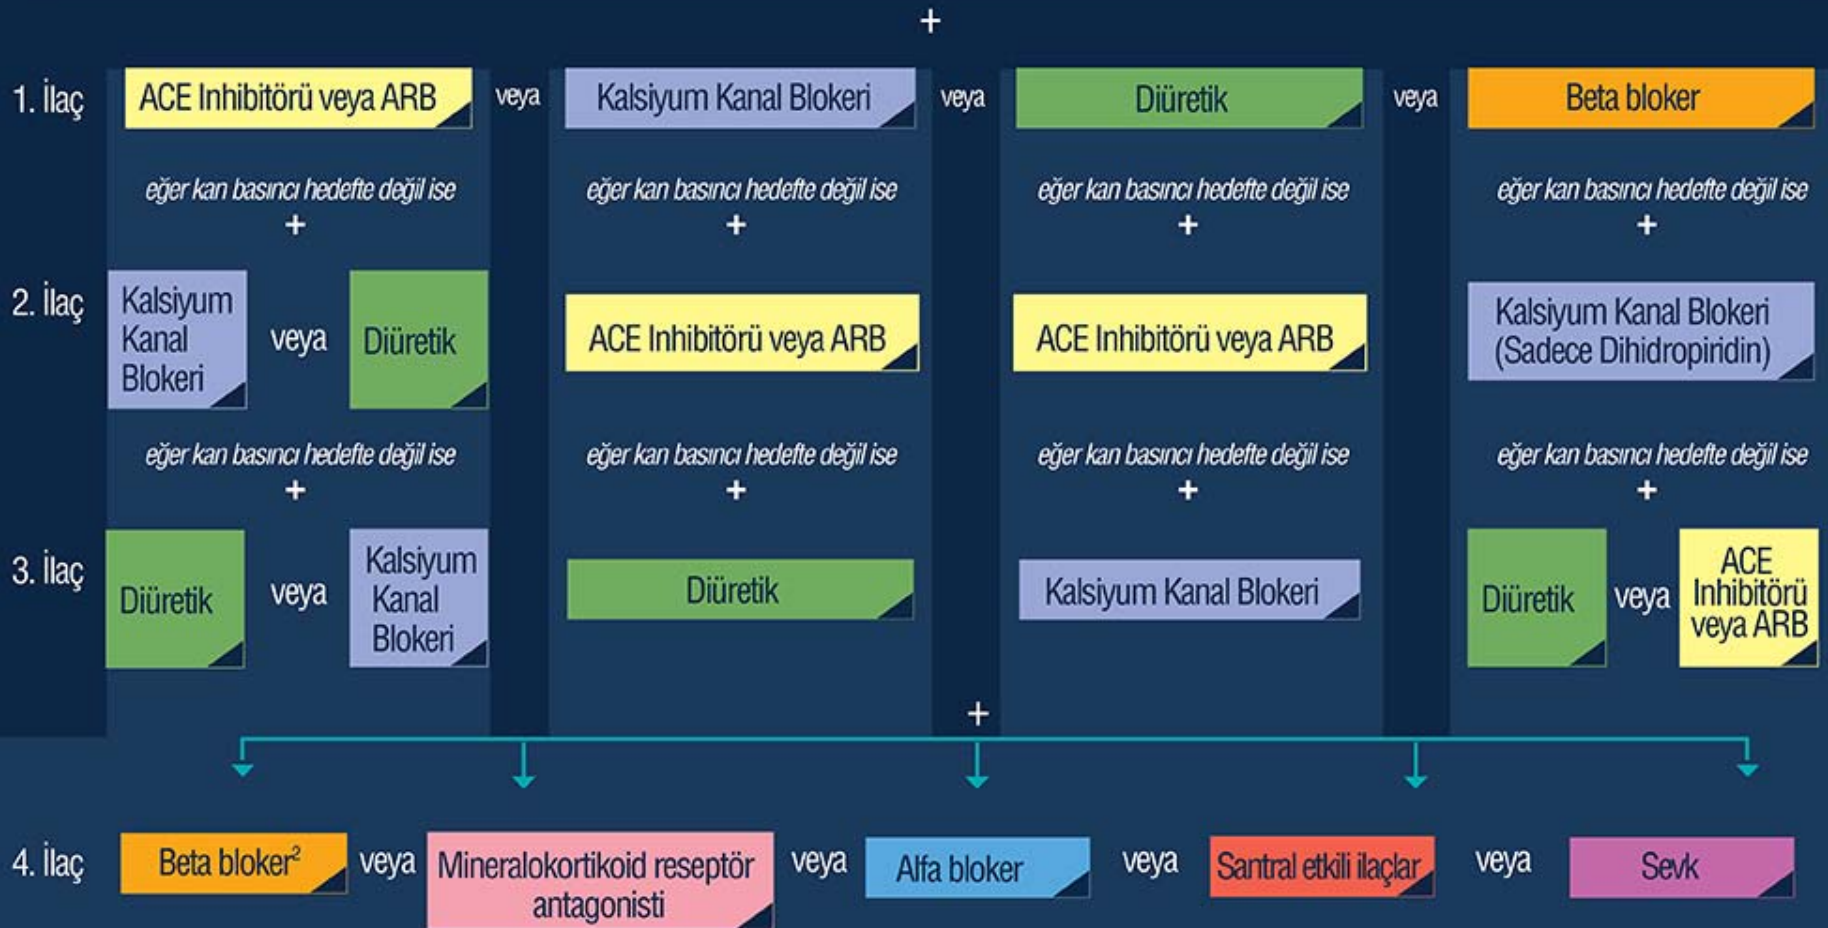 +
1. İlaç
ACE Inhibitörü veya ARB
veya
Kalsiyum Kanal Blokeri
veya
Diüretik
veya
Beta bloker
eğer kan basıncı hedefte değil ise
+
eğer kan basıncı hedefte değil ise
+
eğer kan basıncı hedefte değil ise
+
eğer kan basıncı hedefte değil ise
+
2. İlaç
Kalsiyum
Kanal
Blokeri
veya
Diüretik
ACE Inhibitörü veya ARB
ACE Inhibitörü veya ARB
Kalsiyum Kanal Blokeri
(Sadece Dihidropiridin)
eğer kan basıncı hedefte değil ise
+
eğer kan basıncı hedefte değil ise
+
eğer kan basıncı hedefte değil ise
+
eğer kan basıncı hedefte değil ise
+
3. İlaç
Diüretik
veya
Kalsiyum
Kanal
Blokeri
Diüretik
Kalsiyum Kanal Blokeri
Diüretik
veya
ACE
Inhibitörü
veya ARB
+
4. İlaç
Beta bloker²
veya
Mineralokortikoid reseptör
antagonisti
veya
Alfa bloker
veya
Santral etkili ilaçlar
veya
Sevk